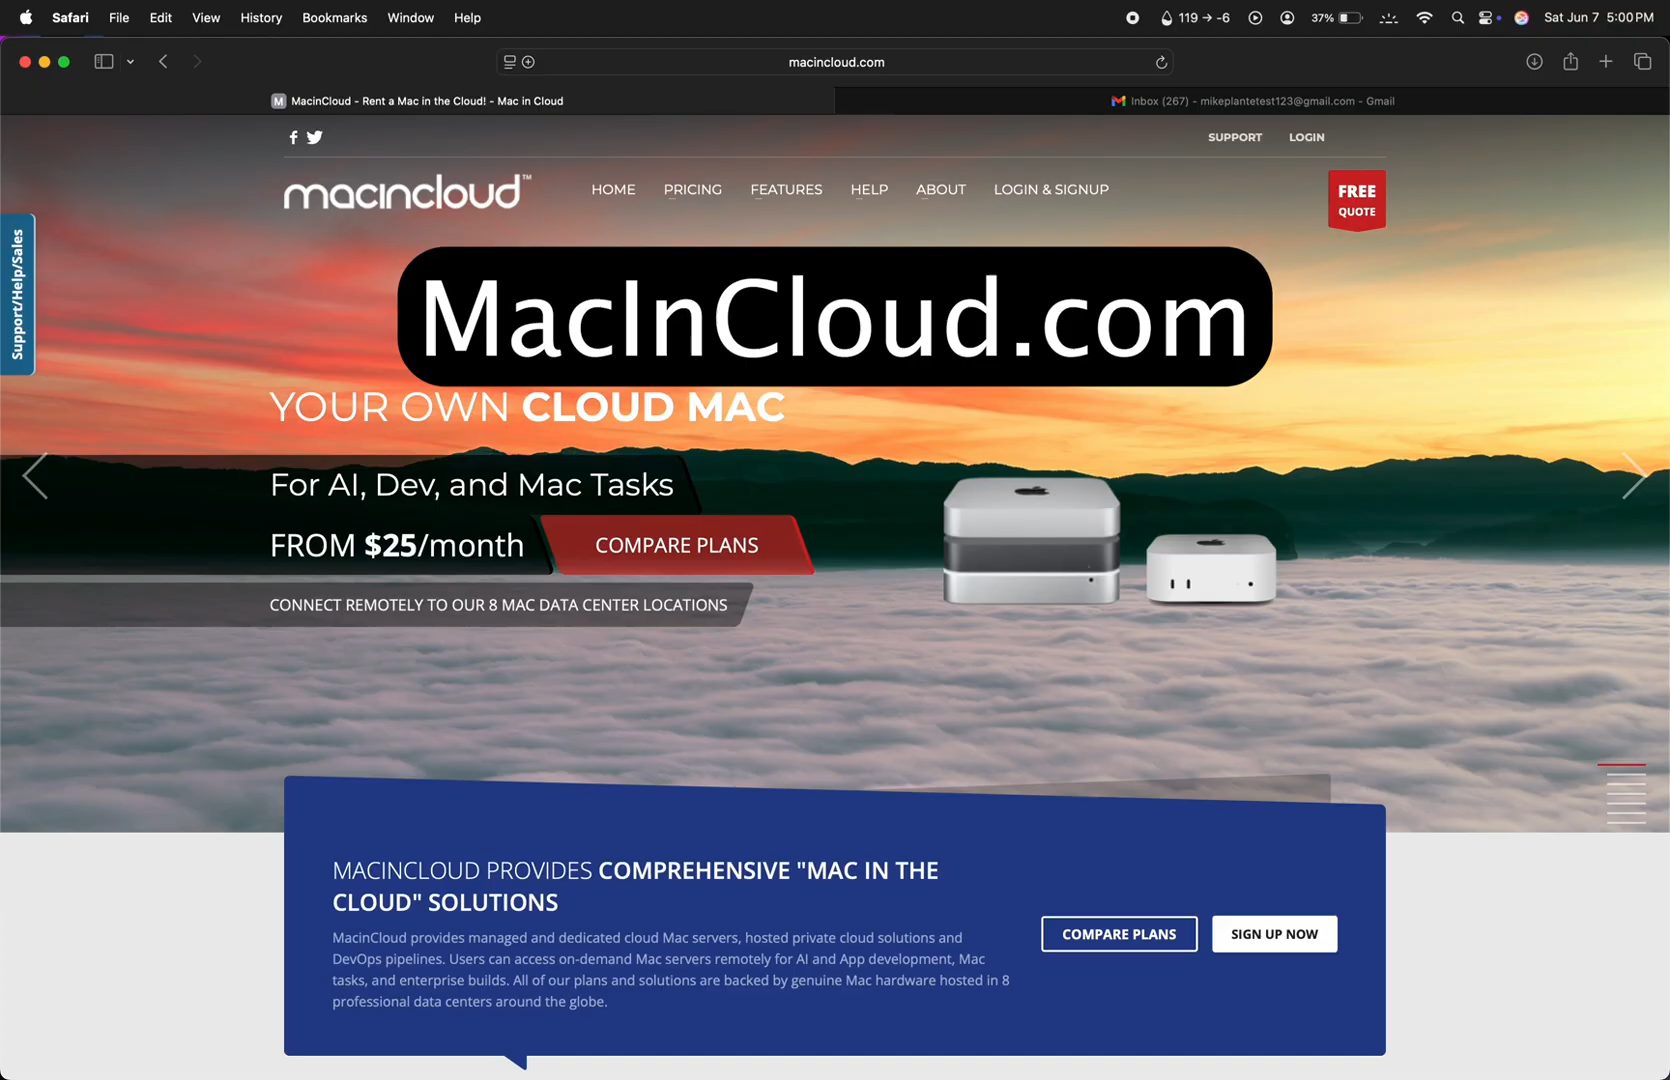 Safari File Edit View History Bookmarks Window Help 119 → -6 37% Sat Jun 7 5:00 PM
macincloud.com
M MacinCloud - Rent a Mac in the Cloud! - Mac in Cloud
Inbox (267) - mikeplantetest123@gmail.com - Gmail
SUPPORT LOGIN
macincloud™ HOME PRICING FEATURES HELP ABOUT LOGIN & SIGNUP
FREE
QUOTE
Support/Help/Sales
MacInCloud.com
YOUR OWN CLOUD MAC
For AI, Dev, and Mac Tasks
FROM $25/month COMPARE PLANS
CONNECT REMOTELY TO OUR 8 MAC DATA CENTER LOCATIONS
MACINCLOUD PROVIDES COMPREHENSIVE "MAC IN THE
CLOUD" SOLUTIONS
MacinCloud provides managed and dedicated cloud Mac servers, hosted private cloud solutions and
DevOps pipelines. Users can access on-demand Mac servers remotely for AI and App development, Mac
tasks, and enterprise builds. All of our plans and solutions are backed by genuine Mac hardware hosted in 8
professional data centers around the globe.
COMPARE PLANS SIGN UP NOW